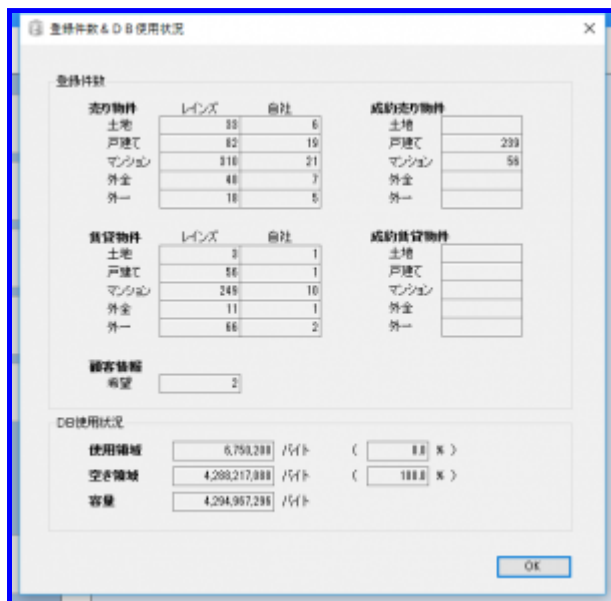 登録件数&DB使用状況
登録件数
売り物件 レインズ 自社 成約売り物件
土地 33 6 土地
戸建て 82 19 戸建て 239
マンション 310 21 マンション 56
外全 40 7 外全
外一 10 5 外一
賃貸物件 レインズ 自社 成約賃貸物件
土地 3 1 土地
戸建て 56 1 戸建て
マンション 249 10 マンション
外全 11 1 外全
外一 66 2 外一
顧客情報
希望 2
DB使用状況
使用領域 6,750,208 バイト ( 0.0 % )
空き領域 4,288,217,088 バイト ( 100.0 % )
容量 4,294,967,296 バイト
OK